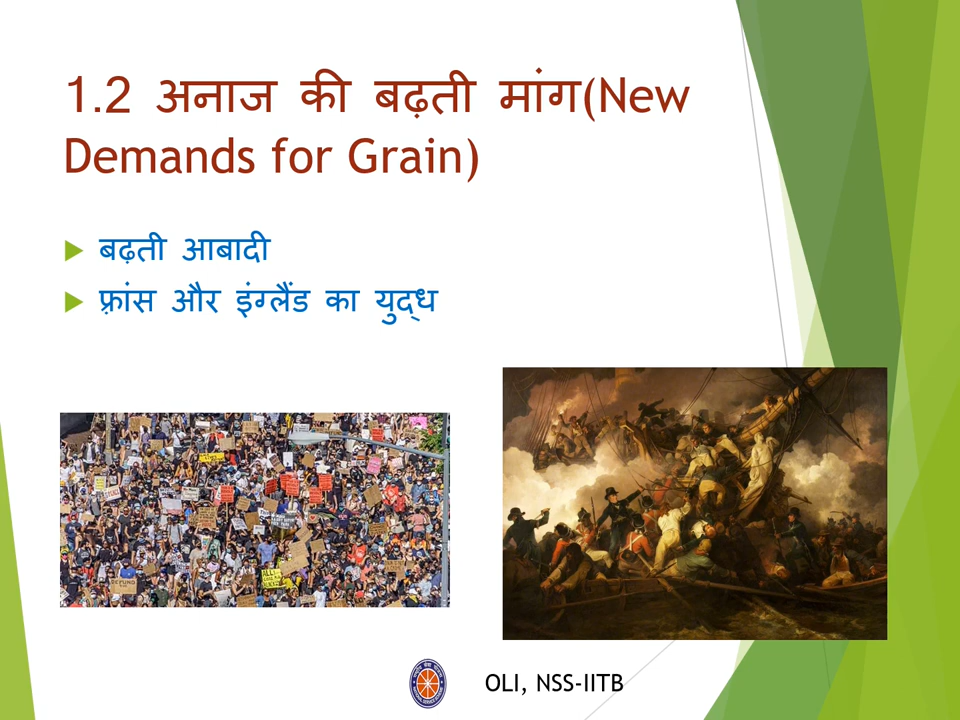 1.2 अनाज की बढ़ती मांग(New
Demands for Grain)
बढ़ती आबादी
फ़्रांस और इंग्लैंड का युद्ध
OLI, NSS-IITB